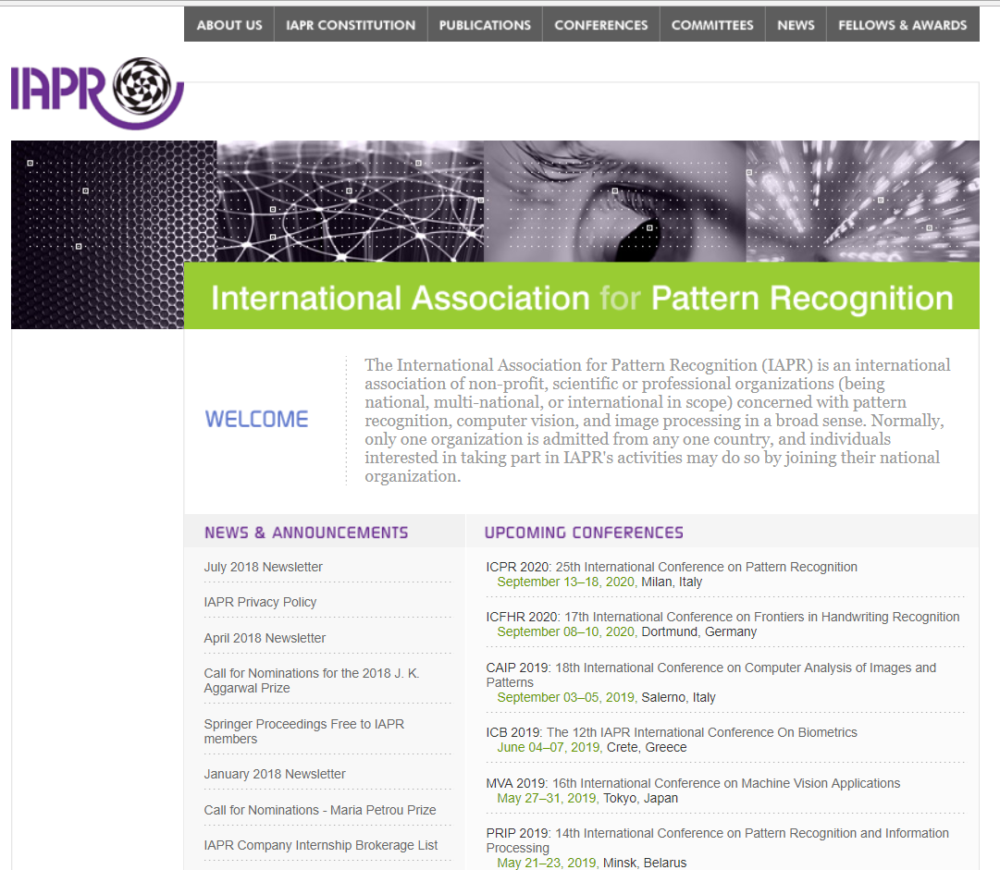 ABOUT US IAPR CONSTITUTION PUBLICATIONS CONFERENCES COMMITTEES NEWS FELLOWS & AWARDS
IAPR
International Association for Pattern Recognition
WELCOME
The International Association for Pattern Recognition (IAPR) is an international
association of non-profit, scientific or professional organizations (being
national, multi-national, or international in scope) concerned with pattern
recognition, computer vision, and image processing in a broad sense. Normally,
only one organization is admitted from any one country, and individuals
interested in taking part in IAPR's activities may do so by joining their national
organization.
NEWS & ANNOUNCEMENTS
July 2018 Newsletter
IAPR Privacy Policy
April 2018 Newsletter
Call for Nominations for the 2018 J. K.
Aggarwal Prize
Springer Proceedings Free to IAPR
members
January 2018 Newsletter
Call for Nominations - Maria Petrou Prize
IAPR Company Internship Brokerage List
UPCOMING CONFERENCES
ICPR 2020: 25th International Conference on Pattern Recognition
September 13–18, 2020, Milan, Italy
ICFHR 2020: 17th International Conference on Frontiers in Handwriting Recognition
September 08–10, 2020, Dortmund, Germany
CAIP 2019: 18th International Conference on Computer Analysis of Images and
Patterns
September 03–05, 2019, Salerno, Italy
ICB 2019: The 12th IAPR International Conference On Biometrics
June 04–07, 2019, Crete, Greece
MVA 2019: 16th International Conference on Machine Vision Applications
May 27–31, 2019, Tokyo, Japan
PRIP 2019: 14th International Conference on Pattern Recognition and Information
Processing
May 21–23, 2019, Minsk, Belarus